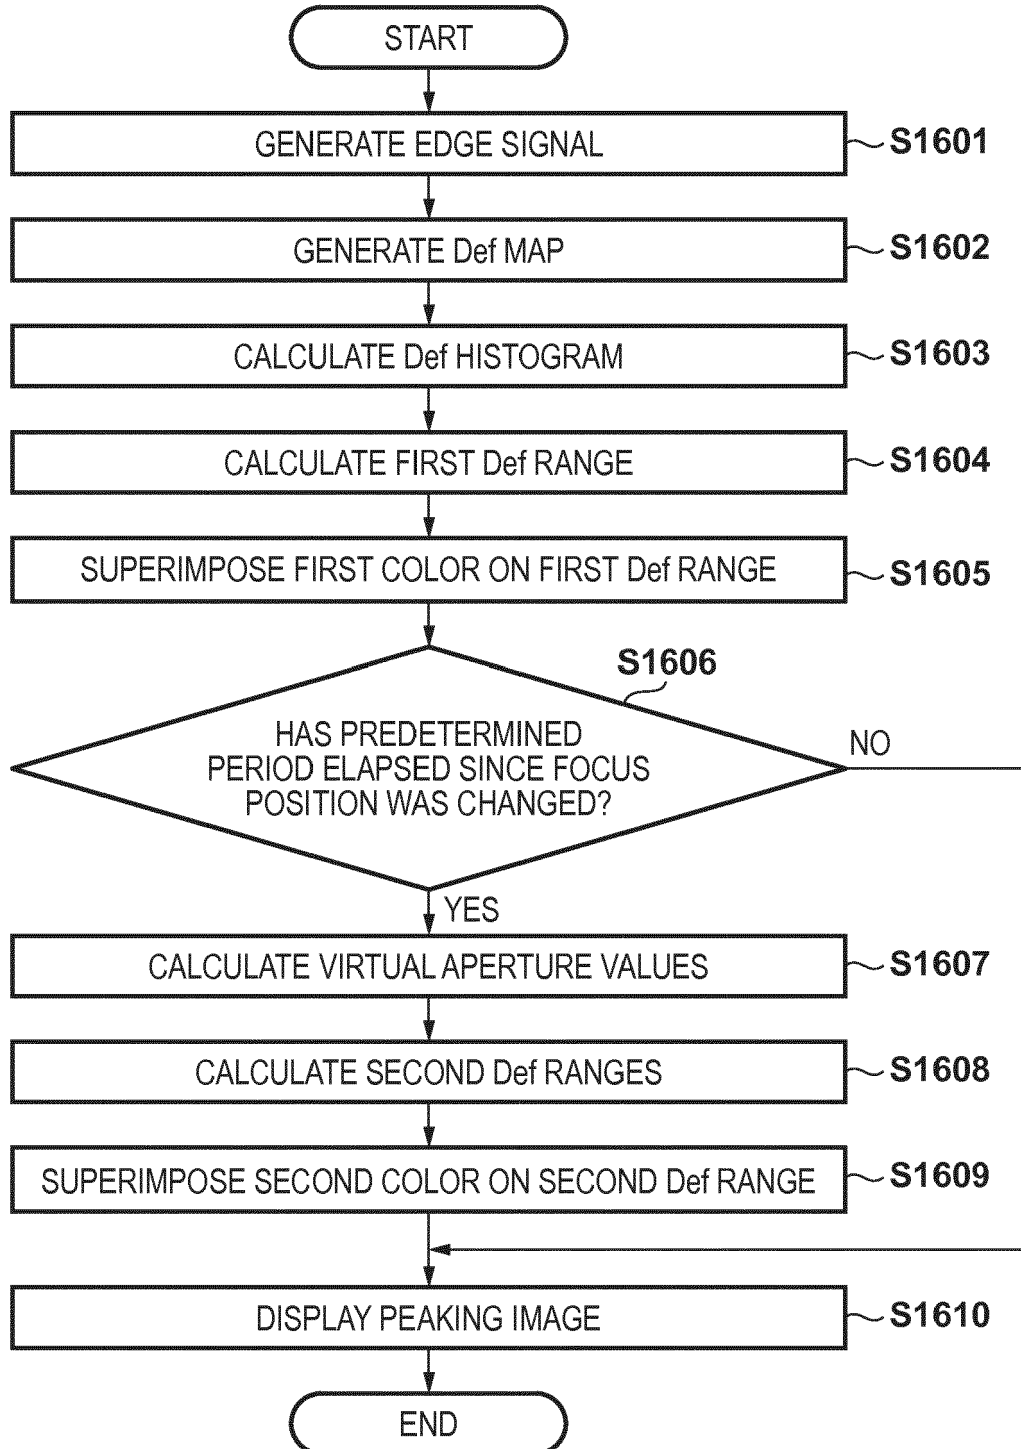 START
GENERATE EDGE SIGNAL
S1601
GENERATE Def MAP
S1602
CALCULATE Def HISTOGRAM
S1603
CALCULATE FIRST Def RANGE
S1604
SUPERIMPOSE FIRST COLOR ON FIRST Def RANGE
S1605
S1606
HAS PREDETERMINED
PERIOD ELAPSED SINCE FOCUS
POSITION WAS CHANGED?
NO
YES
CALCULATE VIRTUAL APERTURE VALUES
S1607
CALCULATE SECOND Def RANGES
S1608
SUPERIMPOSE SECOND COLOR ON SECOND Def RANGE
S1609
DISPLAY PEAKING IMAGE
S1610
END